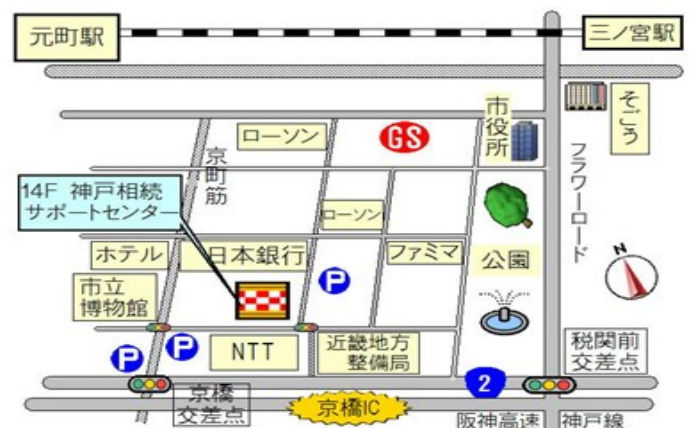 元町駅
三ノ宮駅
そごう
市役所
ローソン
GS
京町筋
フラワーロード
14F 神戸相続
サポートセンター
ローソン
N
ホテル
日本銀行
ファミマ
公園
市立
博物館
P
P
P
NTT
近畿地方
整備局
税関前
交差点
2
京橋
交差点
京橋IC
阪神高速
神戸線